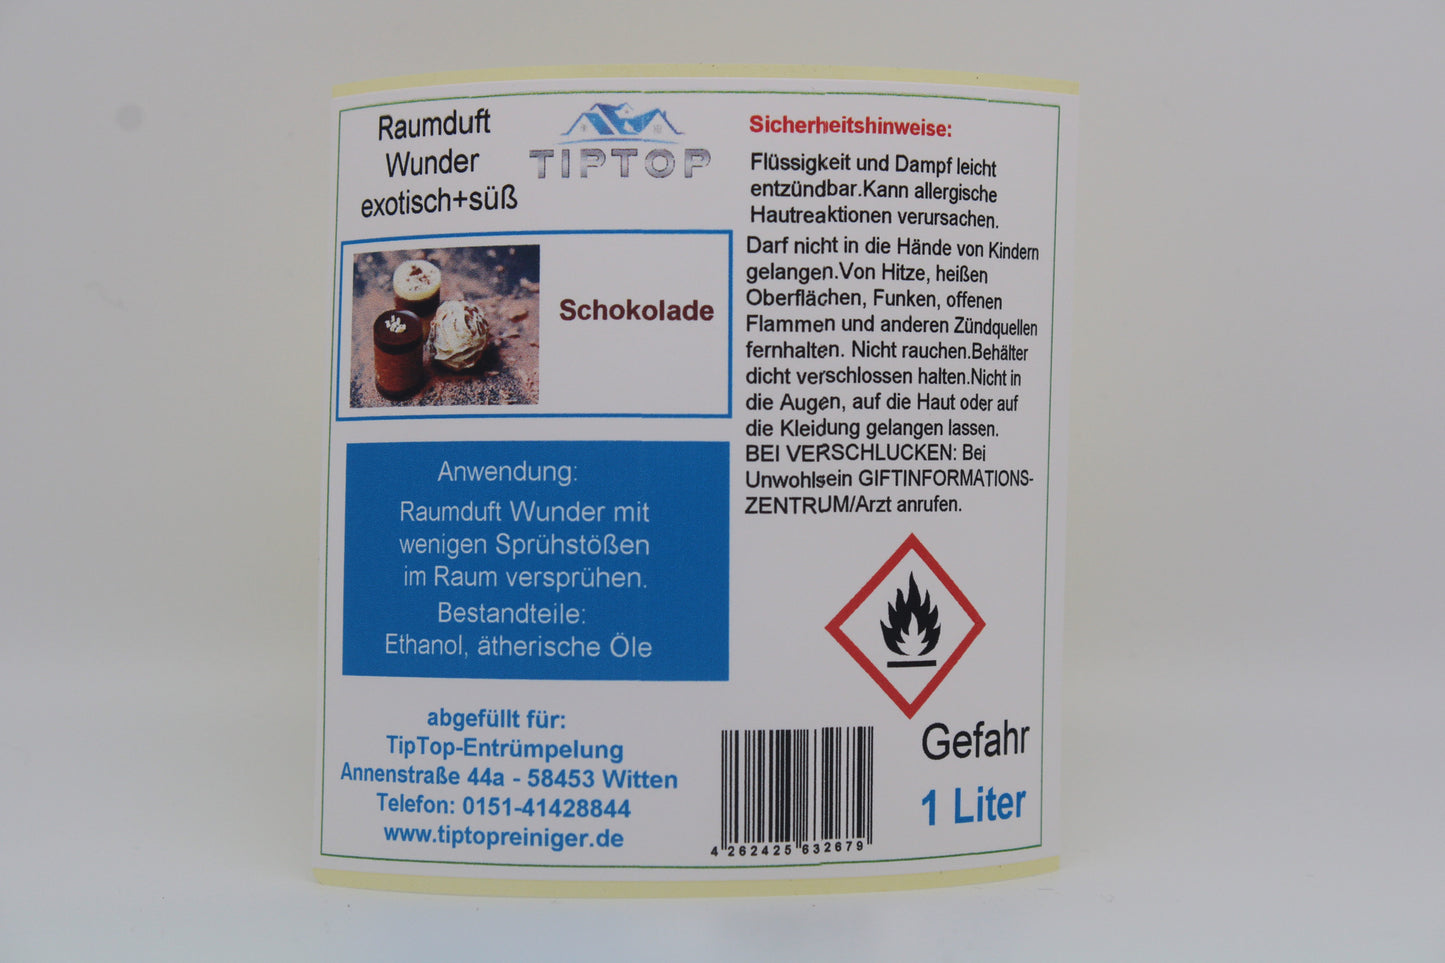 Raumduft
Wunder
exotisch+süß
TIPTOP
Schokolade
Anwendung:
Raumduft Wunder mit
wenigen Sprühstößen
im Raum versprühen.
Bestandteile:
Ethanol, ätherische Öle
abgefüllt für:
TipTop-Entrümpelung
Annenstraße 44a - 58453 Witten
Telefon: 0151-41428844
www.tiptopreiniger.de
Sicherheitshinweise:
Flüssigkeit und Dampf leicht
entzündbar.Kann allergische
Hautreaktionen verursachen.
Darf nicht in die Hände von Kindern
gelangen.Von Hitze, heißen
Oberflächen, Funken, offenen
Flammen und anderen Zündquellen
fernhalten. Nicht rauchen.Behälter
dicht verschlossen halten.Nicht in
die Augen, auf die Haut oder auf
die Kleidung gelangen lassen.
BEI VERSCHLUCKEN: Bei
Unwohlsein GIFTINFORMATIONS-
ZENTRUM/Arzt anrufen.
Gefahr
1 Liter
4 262425 632679